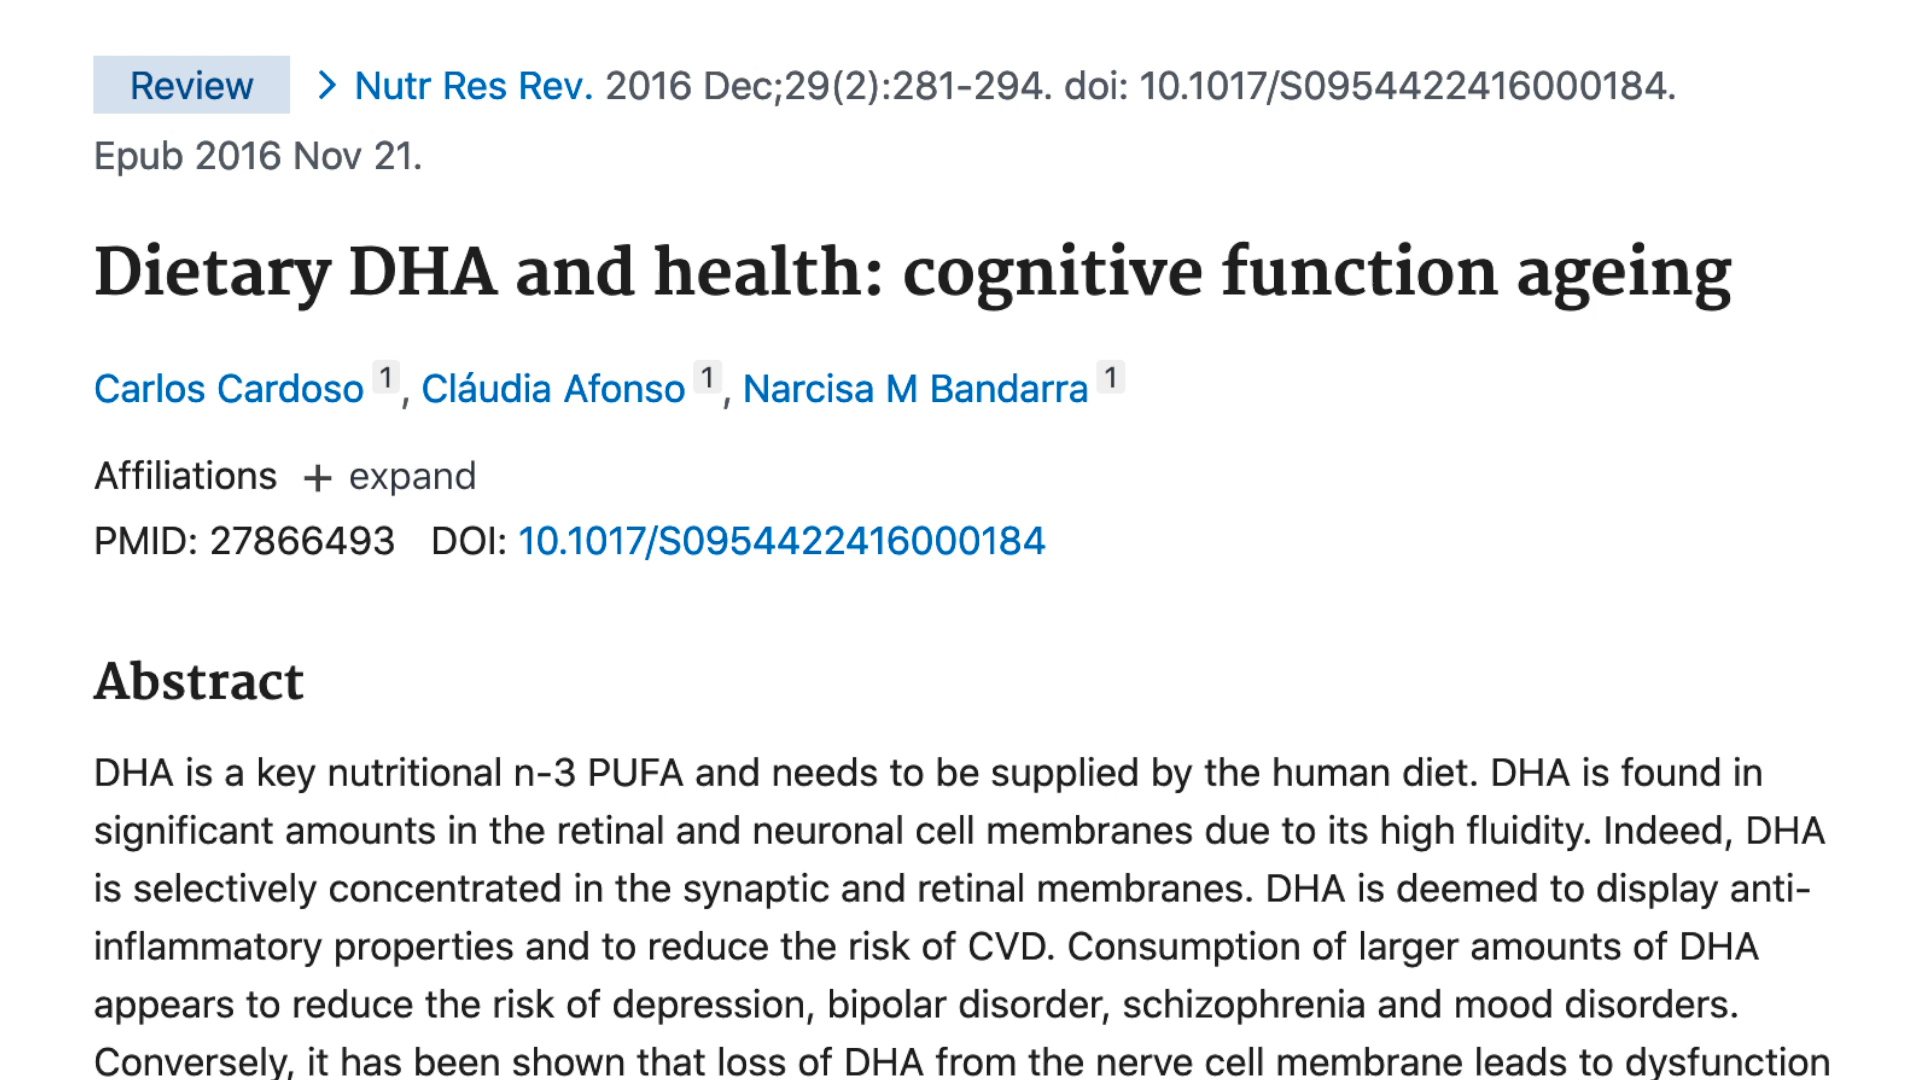 Review > Nutr Res Rev. 2016 Dec;29(2):281-294. doi: 10.1017/S0954422416000184.
Epub 2016 Nov 21.
Dietary DHA and health: cognitive function ageing
Carlos Cardoso 1, Cláudia Afonso 1, Narcisa M Bandarra 1
Affiliations + expand
PMID: 27866493 DOI: 10.1017/S0954422416000184
Abstract
DHA is a key nutritional n-3 PUFA and needs to be supplied by the human diet. DHA is found in
significant amounts in the retinal and neuronal cell membranes due to its high fluidity. Indeed, DHA
is selectively concentrated in the synaptic and retinal membranes. DHA is deemed to display anti-
inflammatory properties and to reduce the risk of CVD. Consumption of larger amounts of DHA
appears to reduce the risk of depression, bipolar disorder, schizophrenia and mood disorders.
Conversely, it has been shown that loss of DHA from the nerve cell membrane leads to dysfunction